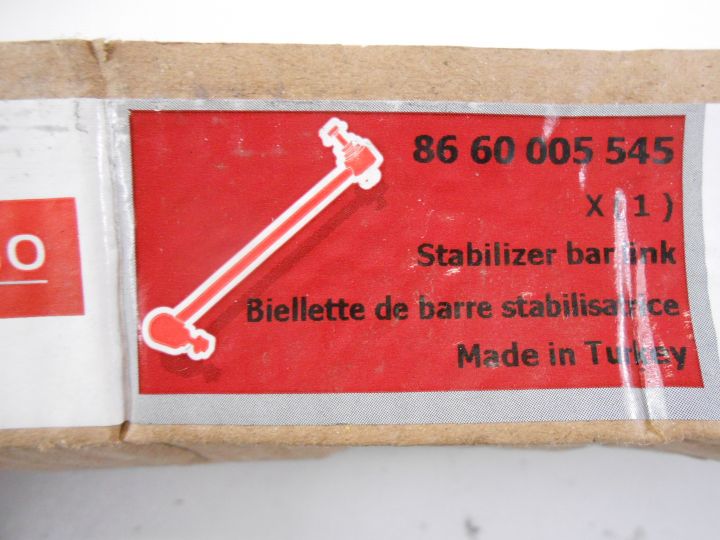 86 60 005 545
X ( 1 )
Stabilizer bar link
Biellette de barre stabilisatrice
Made in Turkey